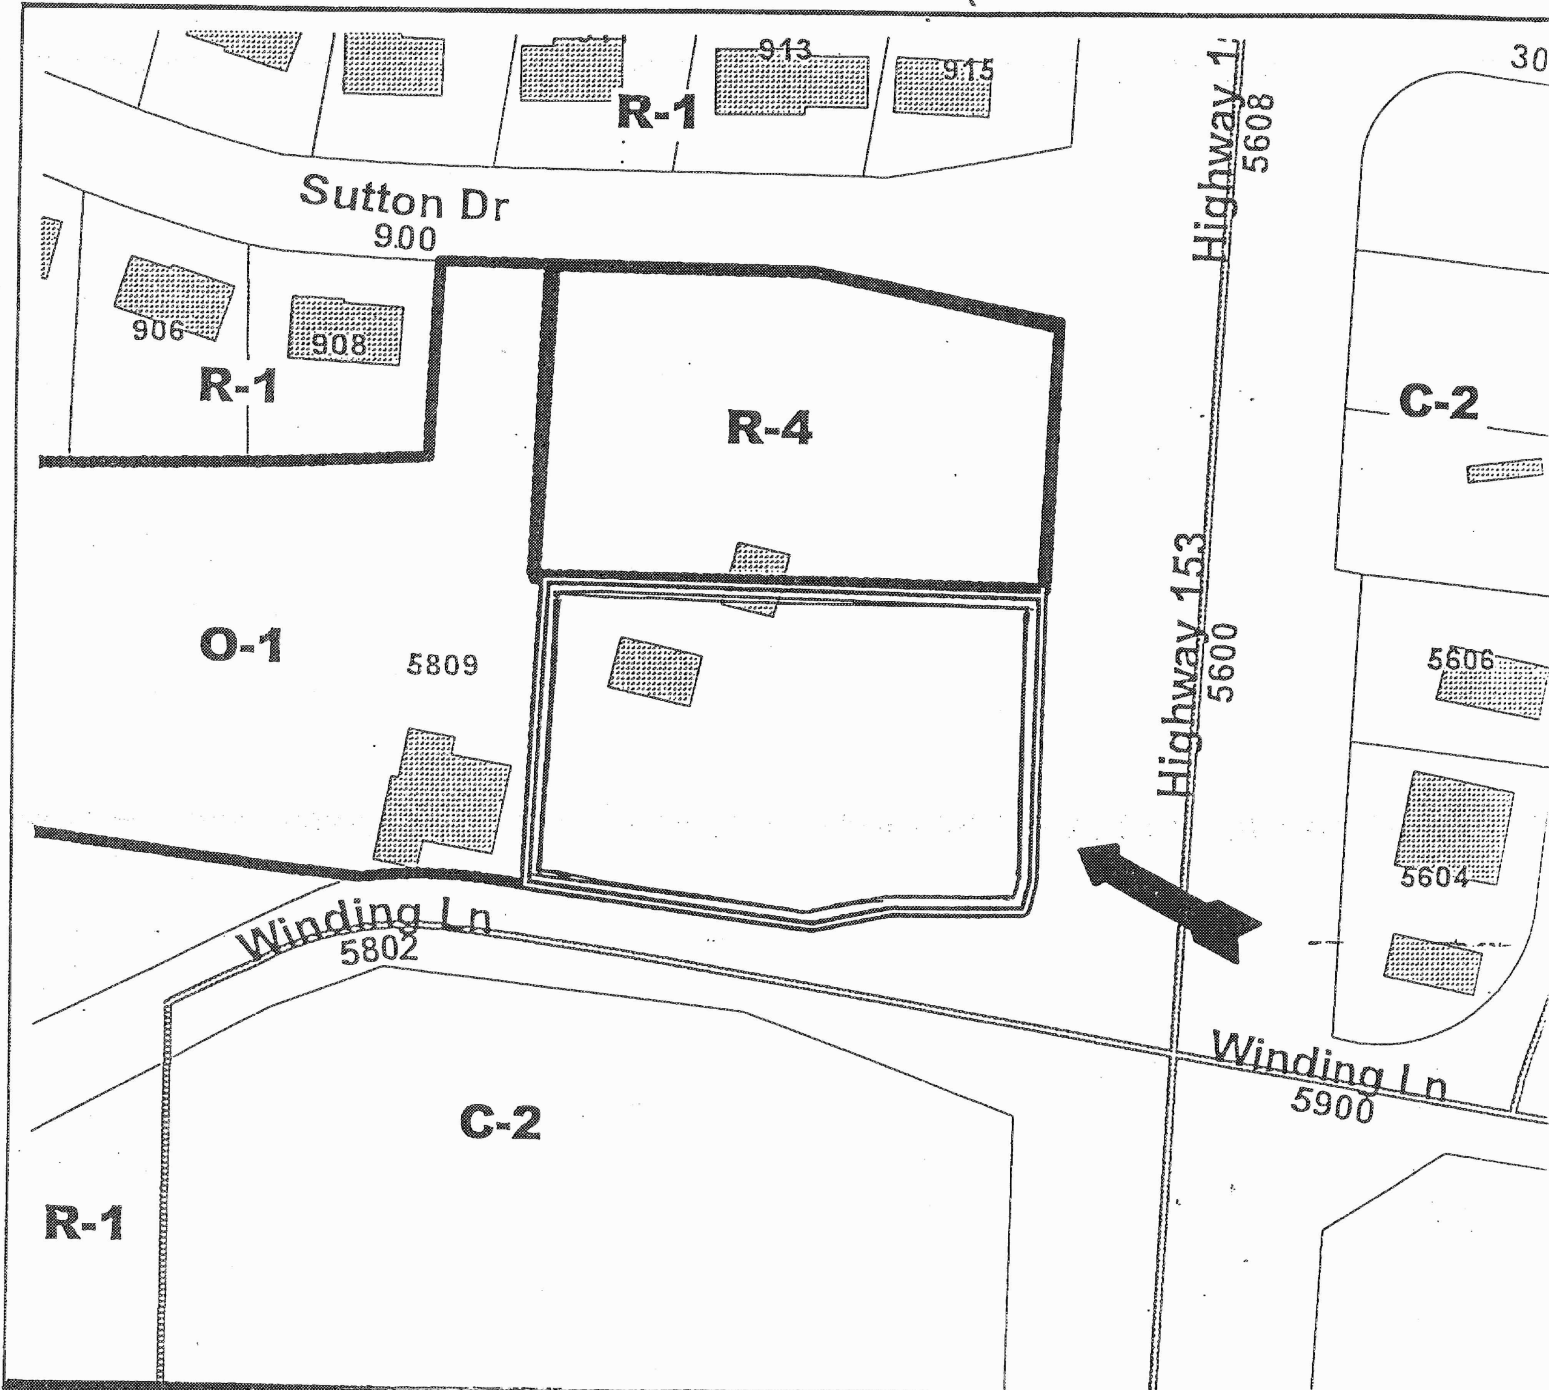 913
915
30
R-1
Highway 1
5608
Sutton Dr
900
906
908
R-1
R-4
C-2
O-1
5809
Highway 153
5600
5606
5604
Winding Ln
5802
Winding Ln
5900
C-2
R-1